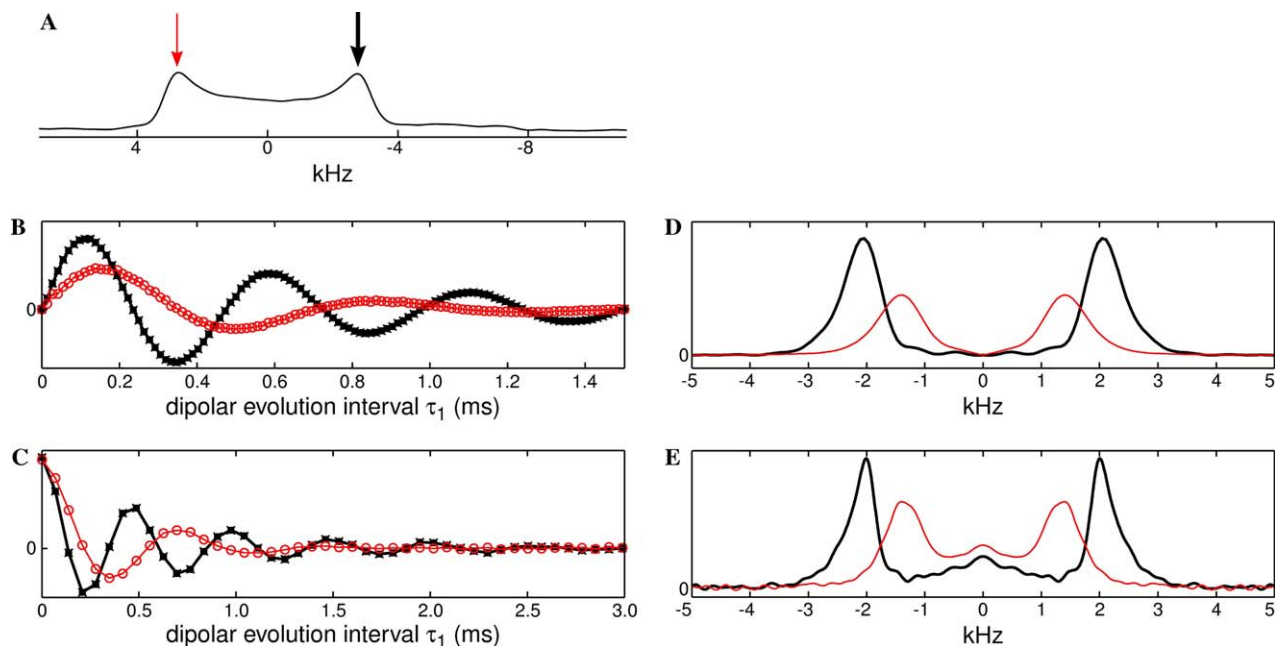 A
4 0 -4 -8
kHz
B
0
0 0.2 0.4 0.6 0.8 1.0 1.2 1.4
dipolar evolution interval τ1 (ms)
D
0
-5 -4 -3 -2 -1 0 1 2 3 4 5
kHz
C
0
0 0.5 1.0 1.5 2.0 2.5 3.0
dipolar evolution interval τ1 (ms)
E
0
-5 -4 -3 -2 -1 0 1 2 3 4 5
kHz